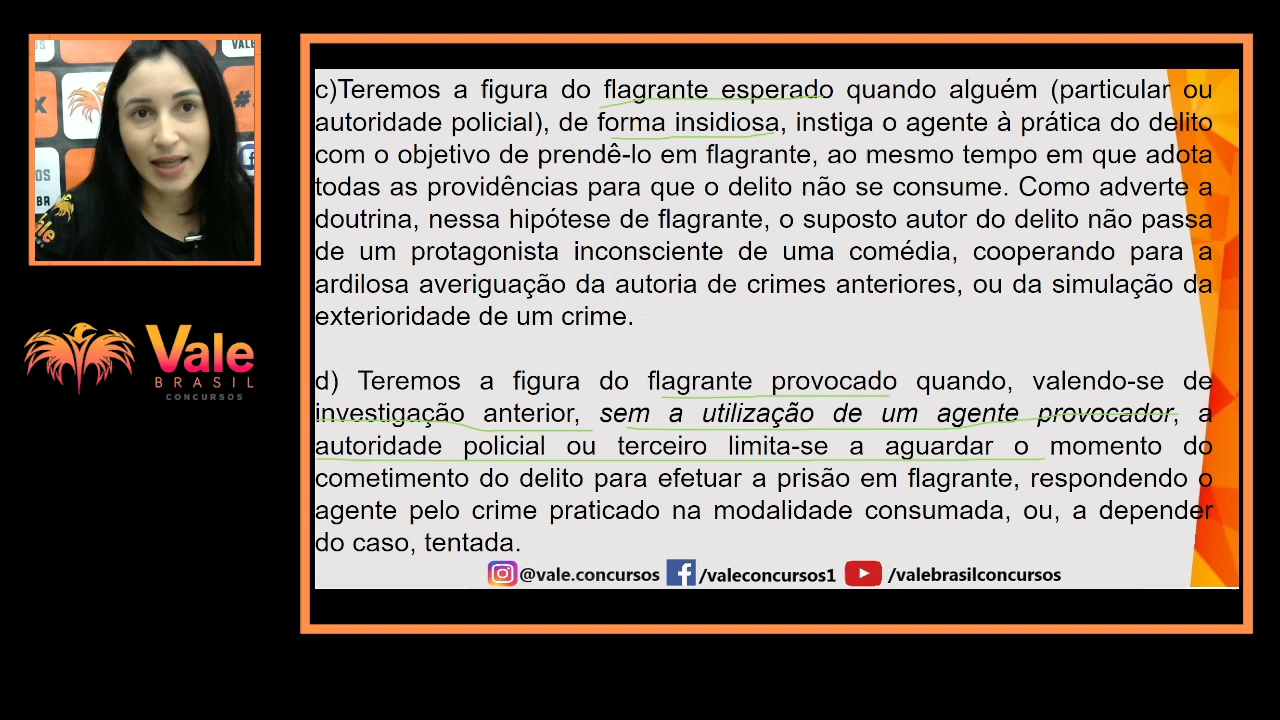 c)Teremos a figura do flagrante esperado quando alguém (particular ou
autoridade policial), de forma insidiosa, instiga o agente à prática do delito
com o objetivo de prendê-lo em flagrante, ao mesmo tempo em que adota
todas as providências para que o delito não se consume. Como adverte a
doutrina, nessa hipótese de flagrante, o suposto autor do delito não passa
de um protagonista inconsciente de uma comédia, cooperando para a
ardilosa averiguação da autoria de crimes anteriores, ou da simulação da
exterioridade de um crime.
d) Teremos a figura do flagrante provocado quando, valendo-se de
investigação anterior, sem a utilização de um agente provocador, a
autoridade policial ou terceiro limita-se a aguardar o momento do
cometimento do delito para efetuar a prisão em flagrante, respondendo o
agente pelo crime praticado na modalidade consumada, ou, a depender
do caso, tentada.
@vale.concursos /valeconcursos1 /valebrasilconcursos
Vale
BRASIL
CONCURSOS